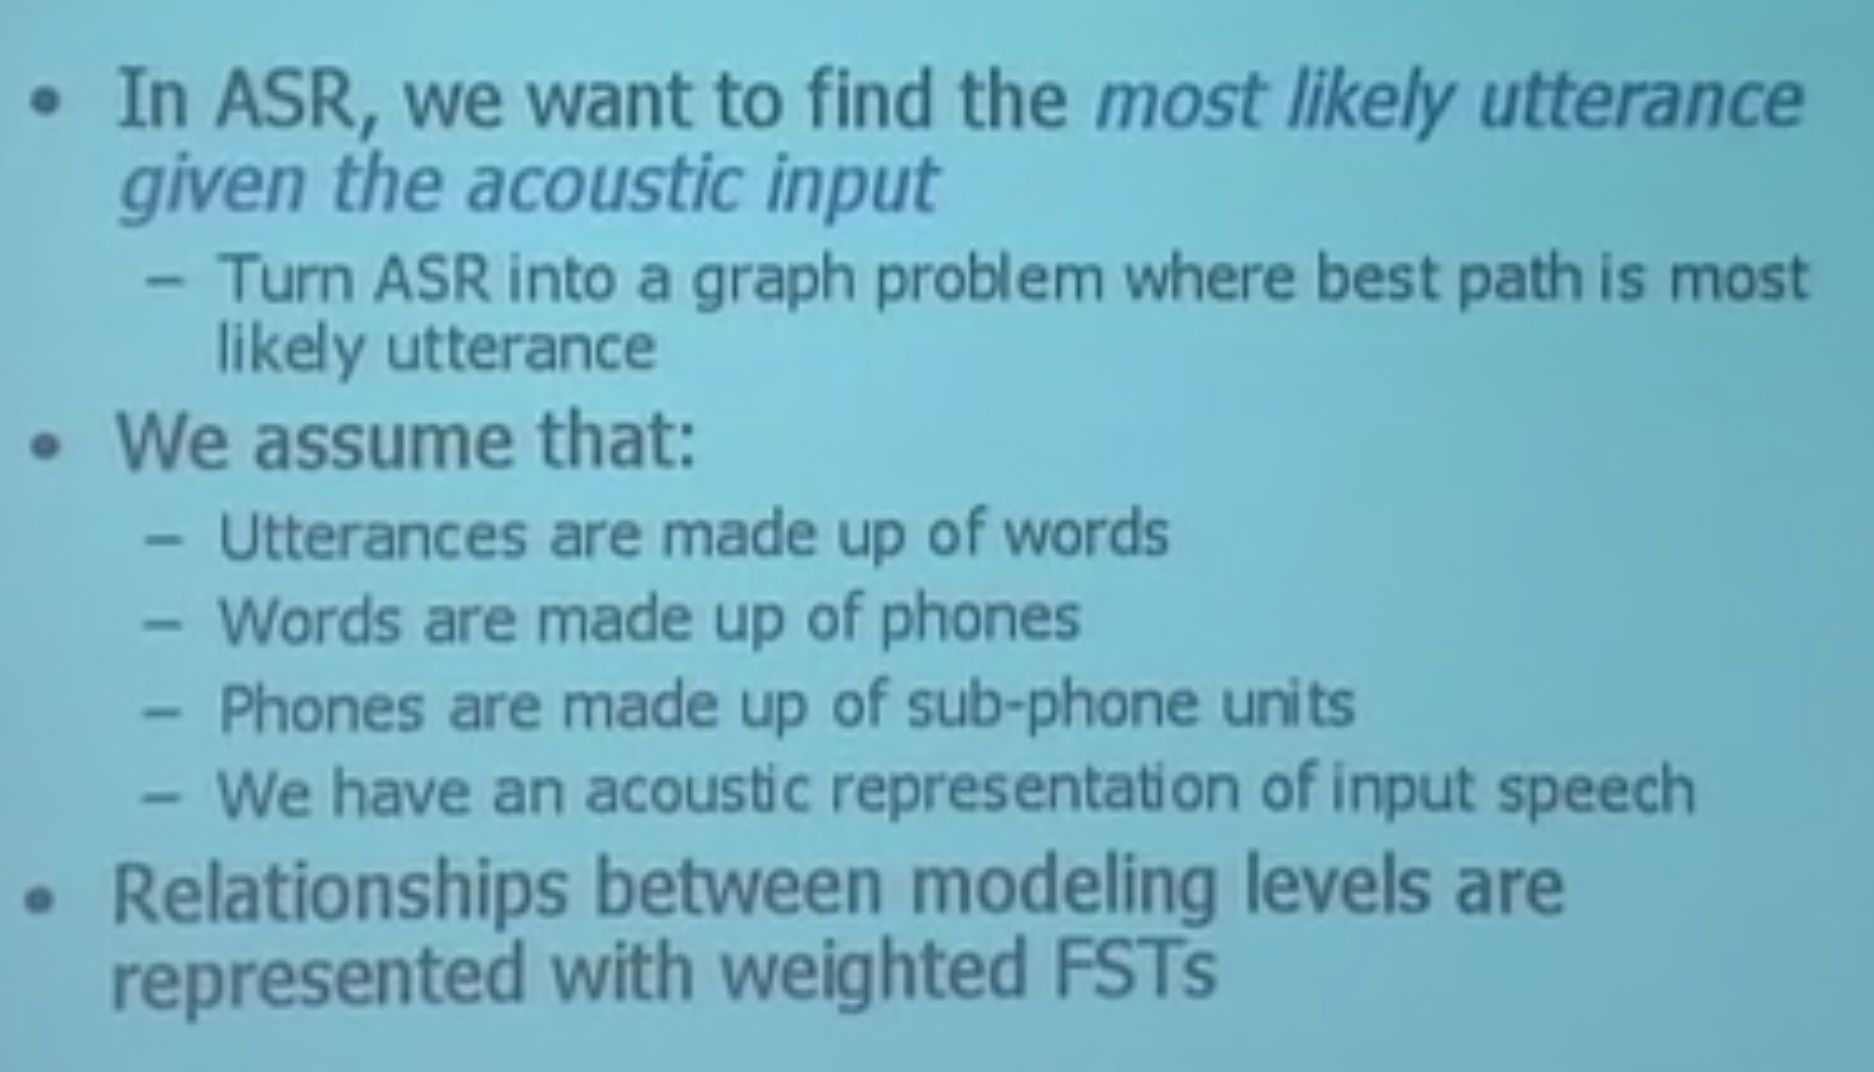 • In ASR, we want to find the most likely utterance
given the acoustic input
– Turn ASR into a graph problem where best path is most
likely utterance
• We assume that:
– Utterances are made up of words
– Words are made up of phones
– Phones are made up of sub-phone units
– We have an acoustic representation of input speech
• Relationships between modeling levels are
represented with weighted FSTs